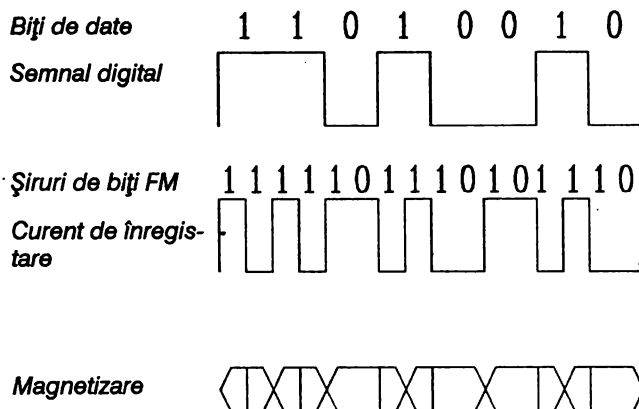 Biţi de date 1 1 0 1 0 0 1 0
Semnal digital
Şiruri de biţi FM 1 1 1 1 1 0 1 1 1 0 1 0 1 1 1 0
Curent de înregis-
tare
Magnetizare